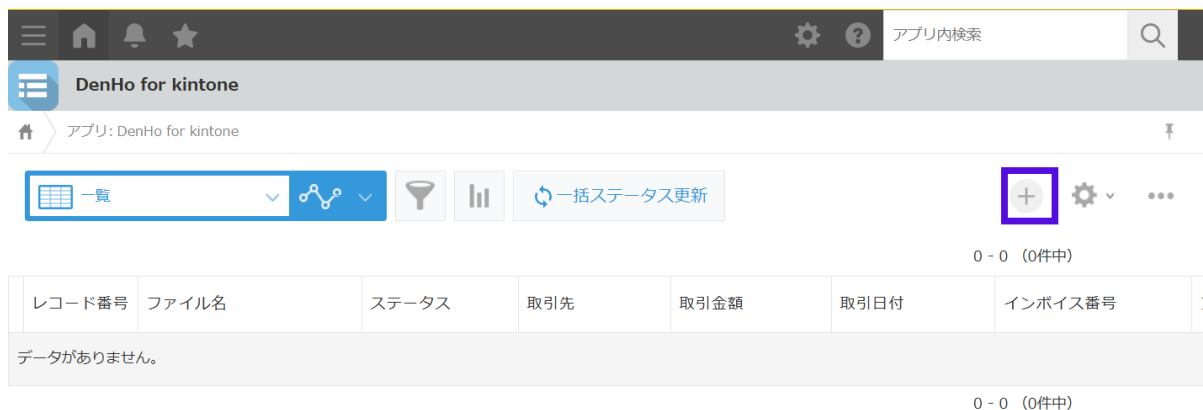 アプリ内検索
DenHo for kintone
アプリ: DenHo for kintone
一覧 一括ステータス更新
0 - 0 （0件中）
レコード番号 ファイル名 ステータス 取引先 取引金額 取引日付 インボイス番号
データがありません。
0 - 0 （0件中）